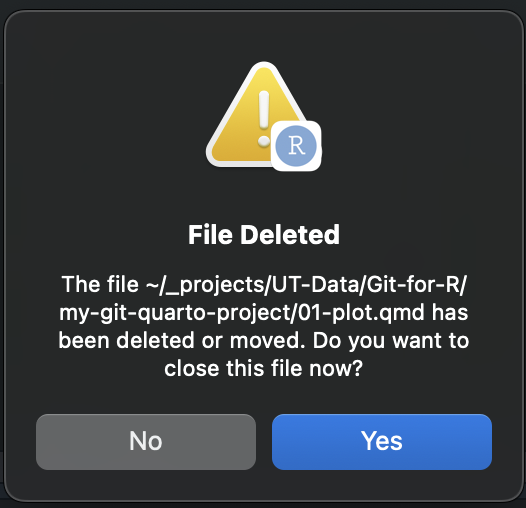 R
File Deleted
The file ~/_projects/UT-Data/Git-for-R/
my-git-quarto-project/01-plot.qmd has
been deleted or moved. Do you want to
close this file now?
No
Yes